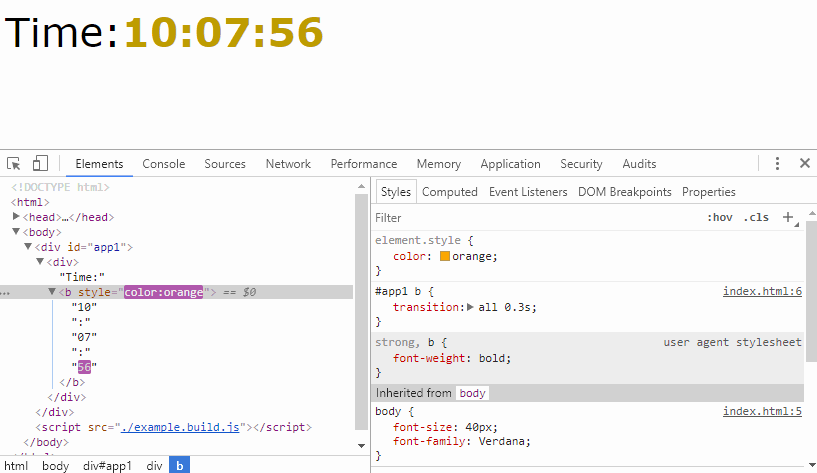 Time:10:07:56
Elements Console Sources Network Performance Memory Application Security Audits
<!DOCTYPE html>
<html>
<head>…</head>
<body>
<div id="app1">
<div>
"Time:"
… <b style="color:orange"> == $0
"10"
":"
"07"
":"
"56"
</b>
</div>
</div>
<script src="./example.build.js"></script>
</body>
</html>
html body div#app1 div b
Styles Computed Event Listeners DOM Breakpoints Properties
Filter :hov .cls +
element.style {
color: orange;
}
#app1 b { index.html:6
transition: all 0.3s;
}
strong, b { user agent stylesheet
font-weight: bold;
}
Inherited from body
body { index.html:5
font-size: 40px;
font-family: Verdana;
}